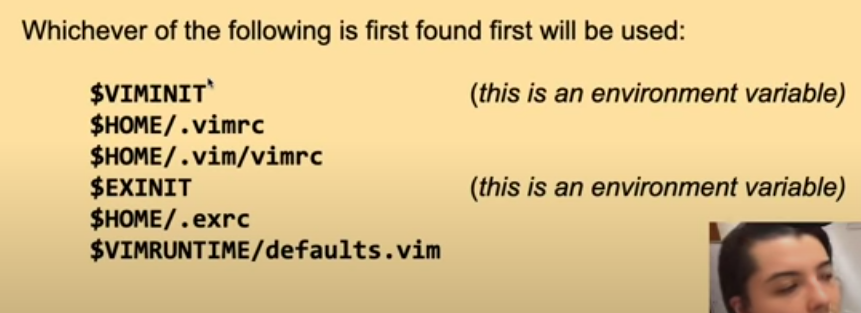 Whichever of the following is first found first will be used:
$VIMINIT (this is an environment variable)
$HOME/.vimrc
$HOME/.vim/vimrc
$EXINIT (this is an environment variable)
$HOME/.exrc
$VIMRUNTIME/defaults.vim